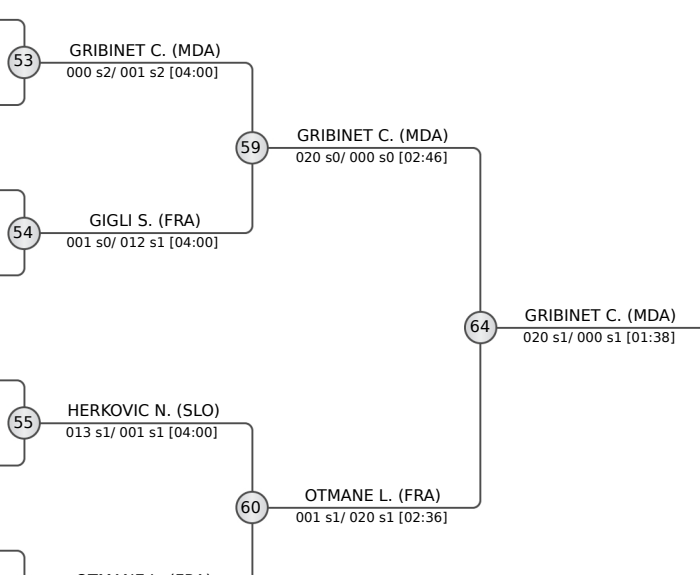 GRIBINET C. (MDA)
53
000 s2/ 001 s2 [04:00]
GRIBINET C. (MDA)
59
020 s0/ 000 s0 [02:46]
GIGLI S. (FRA)
54
001 s0/ 012 s1 [04:00]
GRIBINET C. (MDA)
64
020 s1/ 000 s1 [01:38]
HERKOVIC N. (SLO)
55
013 s1/ 001 s1 [04:00]
OTMANE L. (FRA)
60
001 s1/ 020 s1 [02:36]